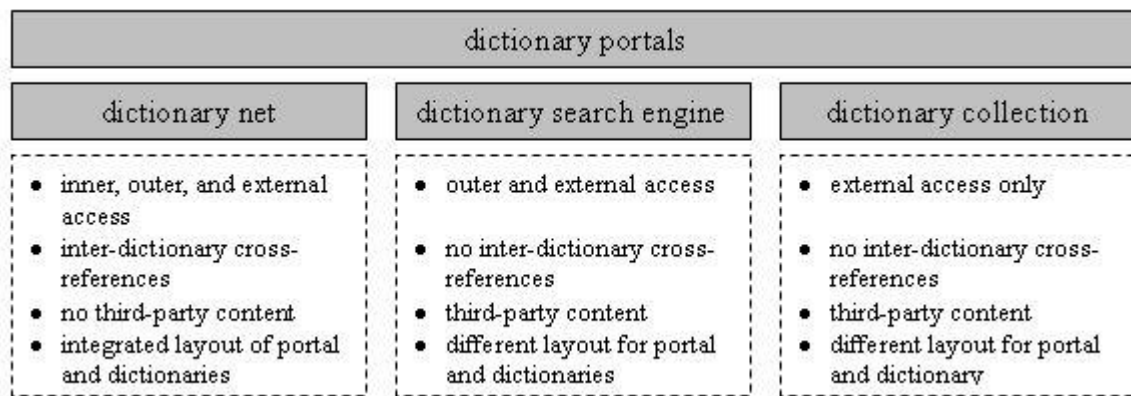 dictionary portals
dictionary net
dictionary search engine
dictionary collection
● inner, outer, and external
access
● inter-dictionary cross-
references
● no third-party content
● integrated layout of portal
and dictionaries
● outer and external access
● no inter-dictionary cross-
references
● third-party content
● different layout for portal
and dictionaries
● external access only
● no inter-dictionary cross-
references
● third-party content
● different layout for portal
and dictionary